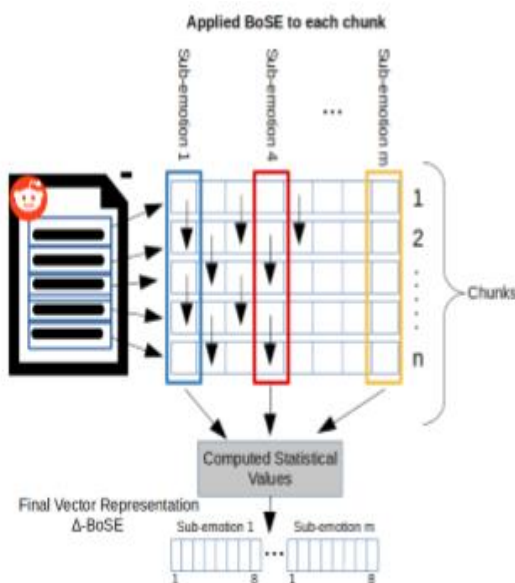 Applied BoSE to each chunk
Sub-emotion 1
Sub-emotion 4
...
Sub-emotion m
1
2
n
Chunks
Computed Statistical
Values
Final Vector Representation
Δ-BoSE
Sub-emotion 1
...
Sub-emotion m
1 8 1 8